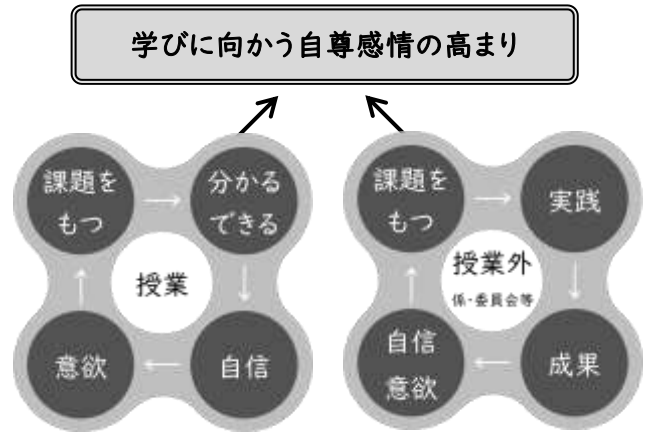 学びに向かう自尊感情の高まり
課題を
もつ
分かる
できる
授業
意欲
自信
課題を
もつ
実践
授業外
係・委員会等
自信
意欲
成果